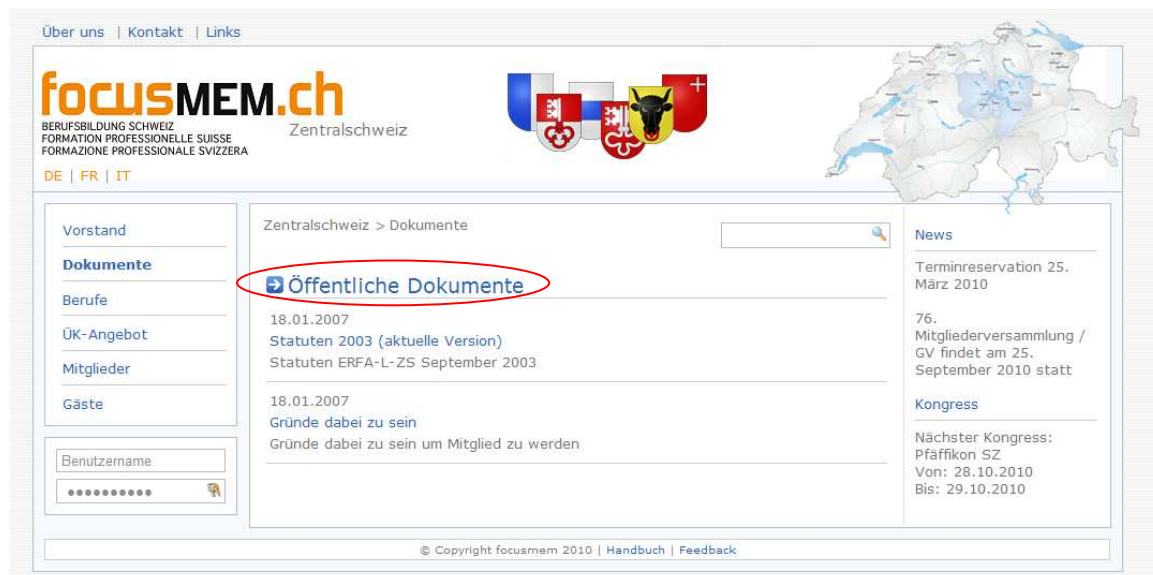 Über uns | Kontakt | Links
focusMEM.ch
BERUFSBILDUNG SCHWEIZ
FORMATION PROFESSIONELLE SUISSE
FORMAZIONE PROFESSIONALE SVIZZERA
Zentralschweiz
DE | FR | IT
Vorstand
Dokumente
Berufe
ÜK-Angebot
Mitglieder
Gäste
Benutzername
Zentralschweiz > Dokumente
Öffentliche Dokumente
18.01.2007
Statuten 2003 (aktuelle Version)
Statuten ERFA-L-ZS September 2003
18.01.2007
Gründe dabei zu sein
Gründe dabei zu sein um Mitglied zu werden
News
Terminreservation 25.
März 2010
76.
Mitgliederversammlung /
GV findet am 25.
September 2010 statt
Kongress
Nächster Kongress:
Pfäffikon SZ
Von: 28.10.2010
Bis: 29.10.2010
© Copyright focusmem 2010 | Handbuch | Feedback